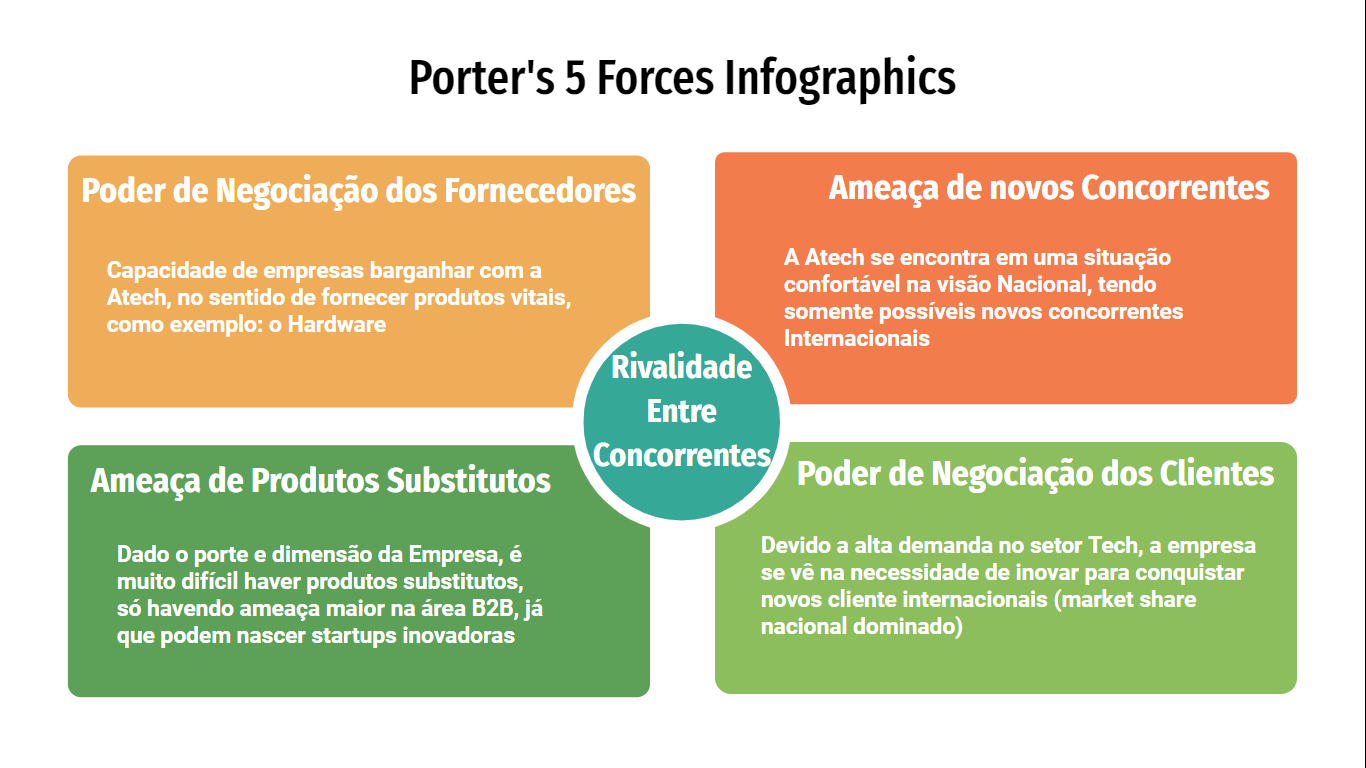 Porter's 5 Forces Infographics
Poder de Negociação dos Fornecedores
Capacidade de empresas barganhar com a
Atech, no sentido de fornecer produtos vitais,
como exemplo: o Hardware
Ameaça de novos Concorrentes
A Atech se encontra em uma situação
confortável na visão Nacional, tendo
somente possíveis novos concorrentes
Internacionais
Rivalidade
Entre
Concorrentes
Ameaça de Produtos Substitutos
Dado o porte e dimensão da Empresa, é
muito difícil haver produtos substitutos,
só havendo ameaça maior na área B2B, já
que podem nascer startups inovadoras
Poder de Negociação dos Clientes
Devido a alta demanda no setor Tech, a empresa
se vê na necessidade de inovar para conquistar
novos cliente internacionais (market share
nacional dominado)